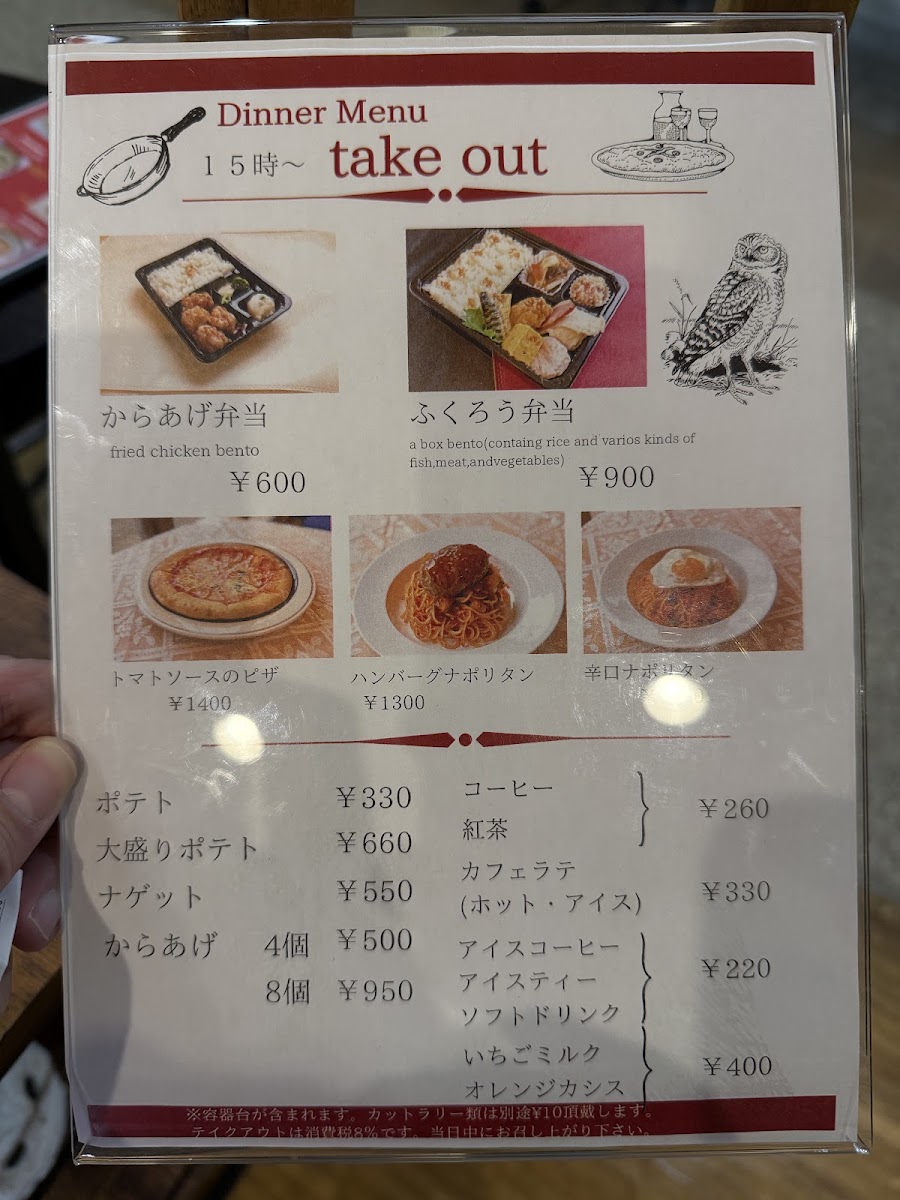 Dinner Menu
１５時～ take out
からあげ弁当
fried chicken bento
￥600
ふくろう弁当
a box bento(containg rice and varios kinds of
fish,meat,andvegetables)
￥900
トマトソースのピザ
￥1400
ハンバーグナポリタン
￥1300
辛口ナポリタン
ポテト ￥330
大盛りポテト ￥660
ナゲット ￥550
からあげ 4個 ￥500
8個 ￥950
コーヒー
紅茶
￥260
カフェラテ
(ホット・アイス)
￥330
アイスコーヒー
アイスティー
ソフトドリンク
￥220
いちごミルク
オレンジカシス
￥400
※容器台が含まれます。カットラリー類は別途¥10頂戴します。
テイクアウトは消費税8％です。当日中にお召し上がり下さい。